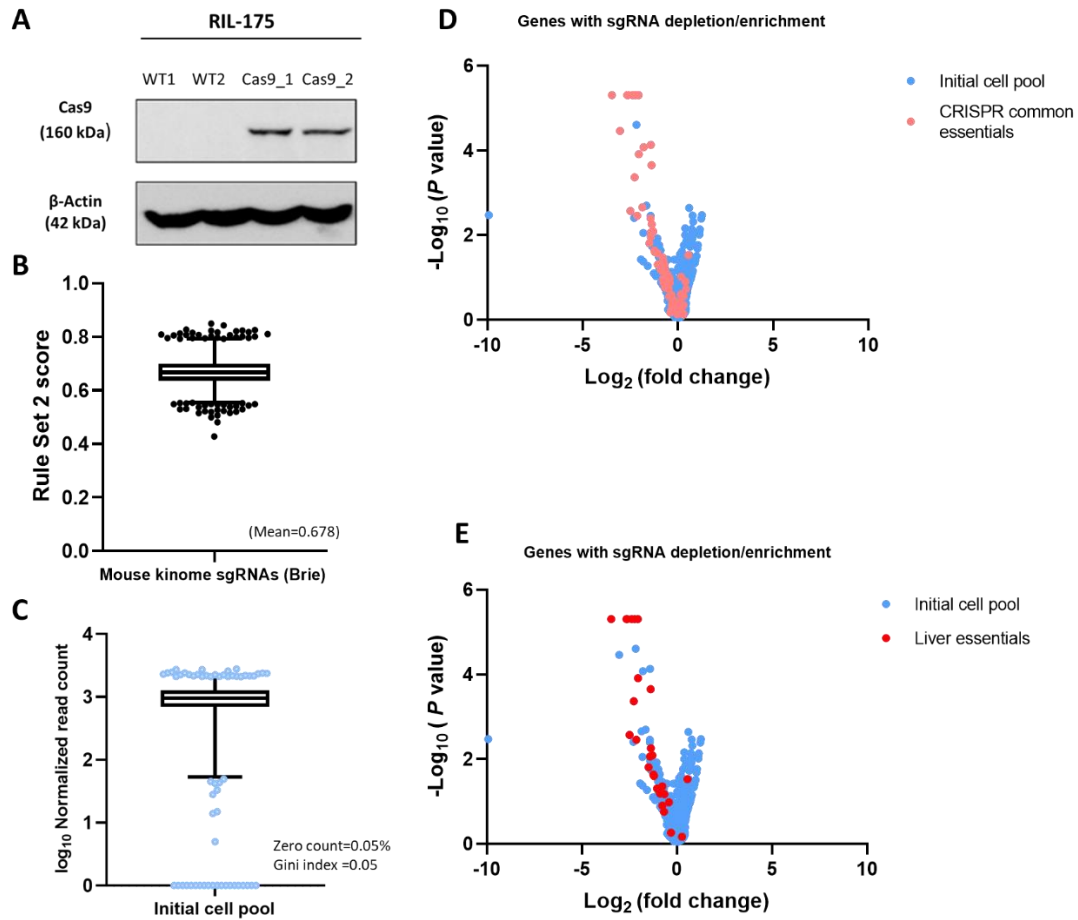 A
RIL-175
WT1 WT2 Cas9_1 Cas9_2
Cas9
(160 kDa)
β-Actin
(42 kDa)
B
1.0
0.8
0.6
0.4
0.2
0.0
Rule Set 2 score
(Mean=0.678)
Mouse kinome sgRNAs (Brie)
C
4
3
2
1
0
log10 Normalized read count
Zero count=0.05%
Gini index =0.05
Initial cell pool
D
Genes with sgRNA depletion/enrichment
6
4
2
0
-Log10 (P value)
-10 -5 0 5 10
Log2 (fold change)
Initial cell pool
CRISPR common
essentials
E
Genes with sgRNA depletion/enrichment
6
4
2
0
-Log10 ( P value)
-10 -5 0 5 10
Log2 (fold change)
Initial cell pool
Liver essentials